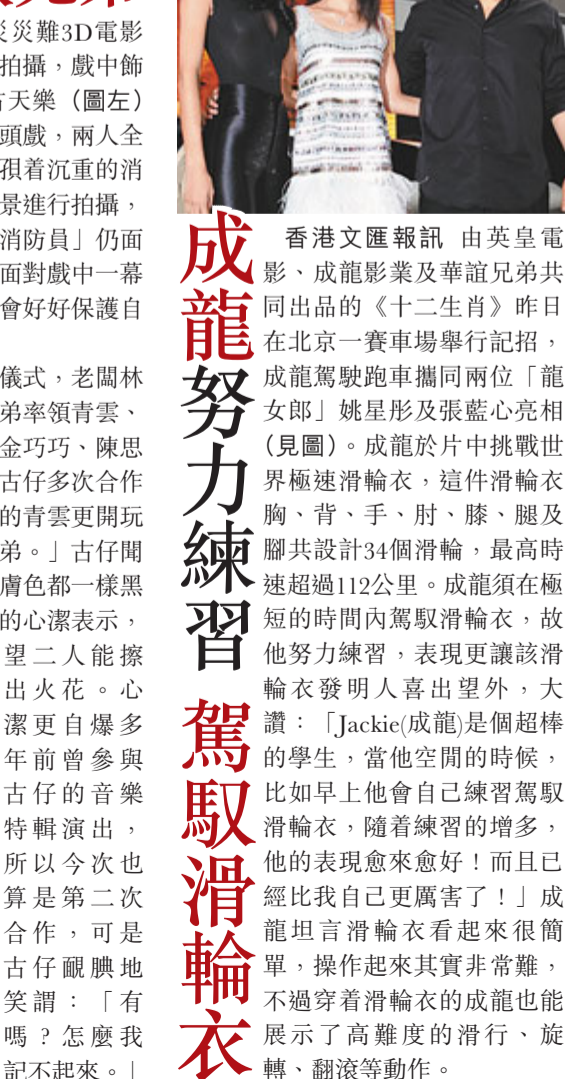 災災難3D電影
拍攝，戲中飾
古天樂（圖左）
頭戲，兩人全
孭着沉重的消
景進行拍攝，
消防員」仍面
面對戲中一幕
會好好保護自
儀式，老闆林
弟率領青雲、
金巧巧、陳思
古仔多次合作
的青雲更開玩
弟。」古仔聞
膚色都一樣黑
的心潔表示，
望二人能擦
出火花。心
潔更自爆多
年前曾參與
古仔的音樂
特輯演出，
所以今次也
算是第二次
合作，可是
古仔靦腆地
笑謂：「有
嗎？怎麼我
記不起來。」
成龍努力練習 駕馭滑輪衣
香港文匯報訊 由英皇電
影、成龍影業及華誼兄弟共
同出品的《十二生肖》昨日
在北京一賽車場舉行記招，
成龍駕駛跑車攜同兩位「龍
女郎」姚星彤及張藍心亮相
（見圖）。成龍於片中挑戰世
界極速滑輪衣，這件滑輪衣
胸、背、手、肘、膝、腿及
腳共設計34個滑輪，最高時
速超過112公里。成龍須在極
短的時間內駕馭滑輪衣，故
他努力練習，表現更讓該滑
輪衣發明人喜出望外，大
讚：「Jackie(成龍)是個超棒
的學生，當他空閒的時候，
比如早上他會自己練習駕馭
滑輪衣，隨着練習的增多，
他的表現愈來愈好！而且已
經比我自己更厲害了！」成
龍坦言滑輪衣看起來很簡
單，操作起來其實非常難，
不過穿着滑輪衣的成龍也能
展示了高難度的滑行、旋
轉、翻滾等動作。